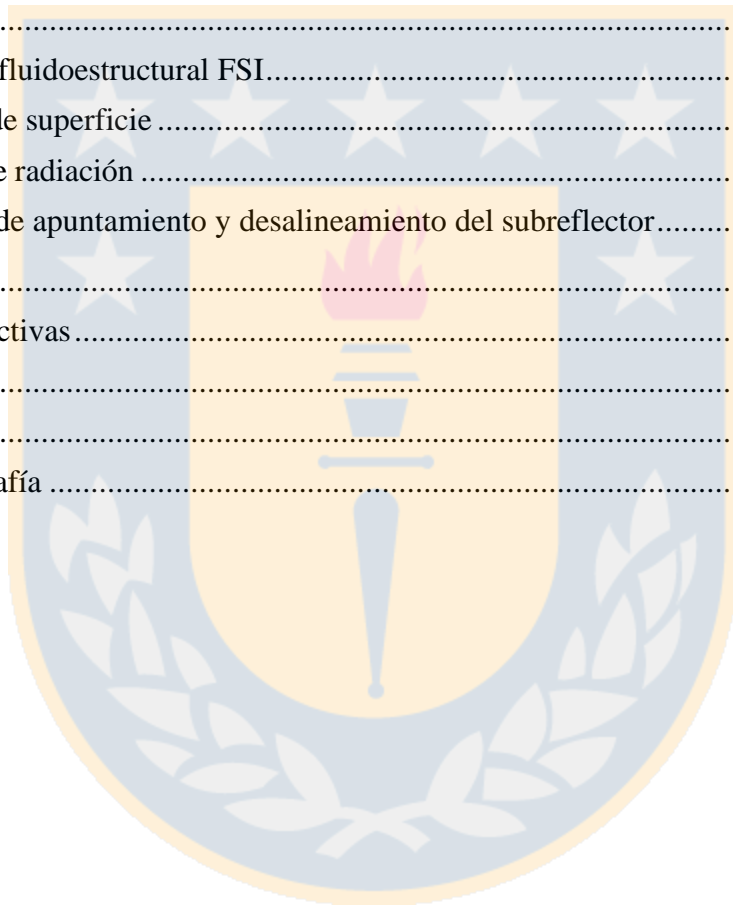 ........................................................................
fluidoestructural FSI.............................................
de superficie.........................................................
e radiación...........................................................
de apuntamiento y desalineamiento del subreflector.........
........................................................................
ctivas..................................................................
........................................................................
........................................................................
afía.....................................................................